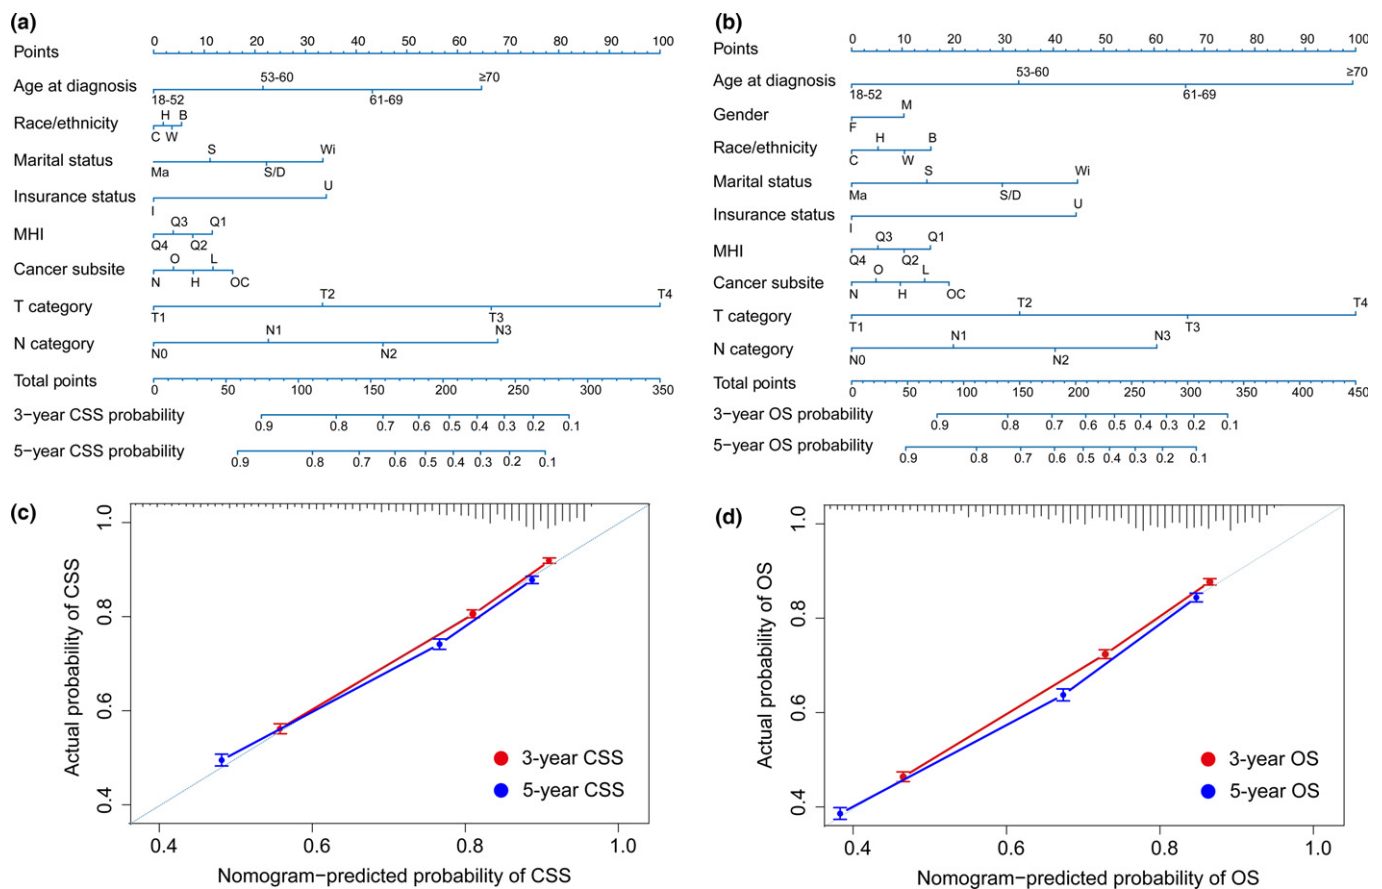 (a)
Points 0 10 20 30 40 50 60 70 80 90 100
53-60 ≥70
Age at diagnosis
18-52 61-69
H B
Race/ethnicity
C W
S Wi
Marital status
Ma S/D
U
Insurance status
I
Q3 Q1
MHI
Q4 Q2
O L
Cancer subsite
N H OC
T2 T4
T category
T1 T3
N1 N3
N category
N0 N2
Total points
0 50 100 150 200 250 300 350
3−year CSS probability
0.9 0.8 0.7 0.6 0.5 0.4 0.3 0.2 0.1
5−year CSS probability
0.9 0.8 0.7 0.6 0.5 0.4 0.3 0.2 0.1
(b)
Points 0 10 20 30 40 50 60 70 80 90 100
53-60 ≥70
Age at diagnosis
18-52 61-69
M
Gender
F
H B
Race/ethnicity
C W
S Wi
Marital status
Ma S/D
U
Insurance status
I
Q3 Q1
MHI
Q4 Q2
O L
Cancer subsite
N H OC
T2 T4
T category
T1 T3
N1 N3
N category
N0 N2
Total points
0 50 100 150 200 250 300 350 400 450
3−year OS probability
0.9 0.8 0.7 0.6 0.5 0.4 0.3 0.2 0.1
5−year OS probability
0.9 0.8 0.7 0.6 0.5 0.4 0.3 0.2 0.1
(c)
Actual probability of CSS
1.0
0.8
0.6
0.4
3-year CSS
5-year CSS
0.4 0.6 0.8 1.0
Nomogram−predicted probability of CSS
(d)
Actual probability of OS
1.0
0.8
0.6
0.4
3-year OS
5-year OS
0.4 0.6 0.8 1.0
Nomogram−predicted probability of OS